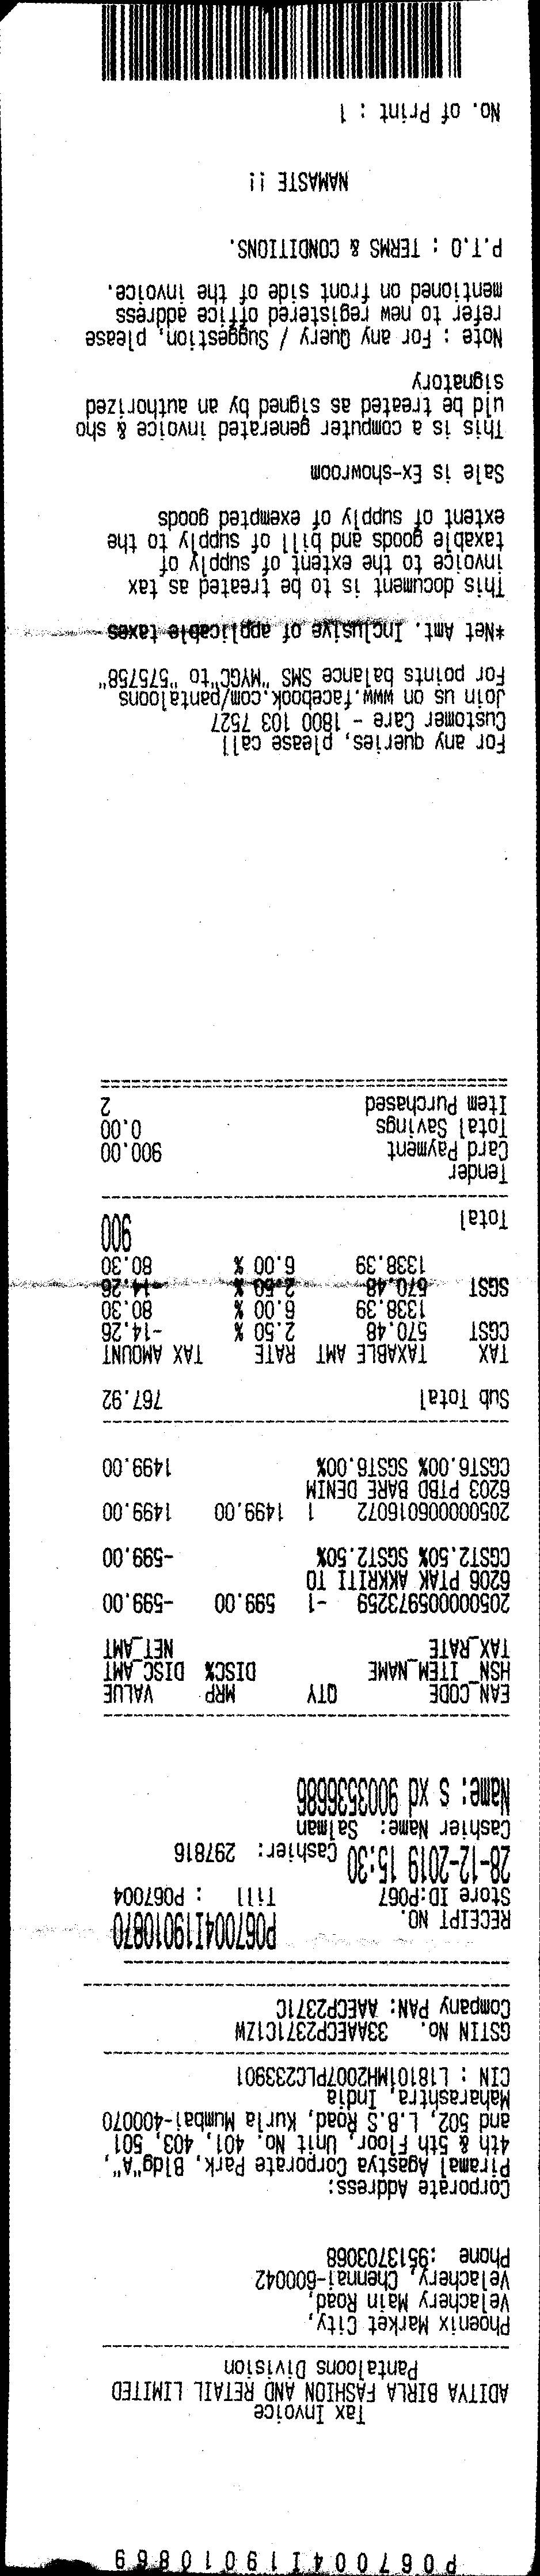 P067004I19010869
Tax Invoice
ADITYA BIRLA FASHION AND RETAIL LIMITED
Pantaloons Division
Phoenix Market City,
Velachery Main Road,
Velachery, Chennai-600042
Phone :9513703068
Corporate Address:
Piramal Agastya Corporate Park, Bldg"A",
4th & 5th Floor, Unit No. 401, 403, 501
and 502, L.B.S Road, Kurla Mumbai-400070
Maharashtra, India
CIN : L18101MH2007PLC233901
GSTIN No. 33AAECP2371C1ZW
Company PAN: AAECP2371C
RECEIPT NO. P067004I19010870
Store ID:P067 Till : P067004
28-12-2019 15:30 Cashier: 297816
Cashier Name: Salman
Name: S xd 9003536686
EAN_CODE QTY MRP VALUE
HSN_ ITEM_NAME DISC% DISC_AMT
TAX_RATE NET_AMT
205000005973259 -1 599.00 -599.00
6206 PTAK AKKRITI TO
CGST2.50% SGST2.50% -599.00
205000006016072 1 1499.00 1499.00
6203 PTBD BARE DENIM
CGST6.00% SGST6.00% 1499.00
Sub Total 767.92
TAX TAXABLE AMT RATE TAX AMOUNT
CGST 570.48 2.50 % -14.26
1338.39 6.00 % 80.30
SGST 570.48 2.50 % -14.26
1338.39 6.00 % 80.30
Total 900
Tender
Card Payment 900.00
Total Savings 0.00
Item Purchased 2
For any queries, please call
Customer Care - 1800 103 7527
Join us on www.facebook.com/pantaloons
For points balance SMS "MYGC"to "575758"
*Net Amt. Inclusive of applicable taxes
This document is to be treated as tax
invoice to the extent of supply of
taxable goods and bill of supply to the
extent of supply of exempted goods
Sale is Ex-showroom
This is a computer generated invoice & sho
uld be treated as signed by an authorized
signatory
Note : For any Query / Suggestion, please
refer to new registered office address
mentioned on front side of the invoice.
P.T.O : TERMS & CONDITIONS.
NAMASTE !!
No. of Print : 1